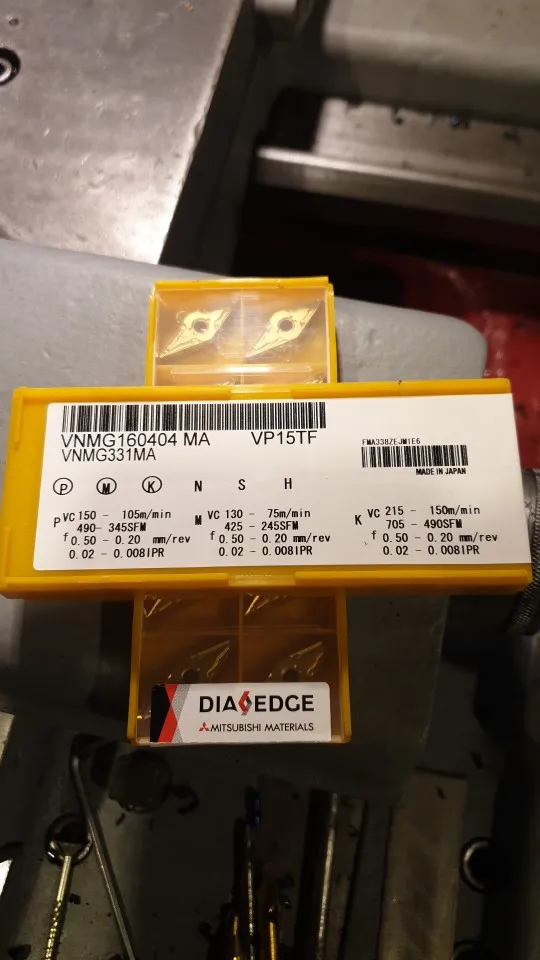 VNMG160404 MA VP15TF
VNMG331MA
FMA338ZEJM1E6
MADE IN JAPAN
P M K N S H
P VC 150 - 105m/min
490- 345SFM
f 0.50 - 0.20 mm/rev
0.02 - 0.008IPR
M VC 130 - 75m/min
425 - 245SFM
f 0.50 - 0.20 mm/rev
0.02 - 0.008IPR
K VC 215 - 150m/min
705 - 490SFM
f 0.50 - 0.20 mm/rev
0.02 - 0.008IPR
DIAEDGE
MITSUBISHI MATERIALS